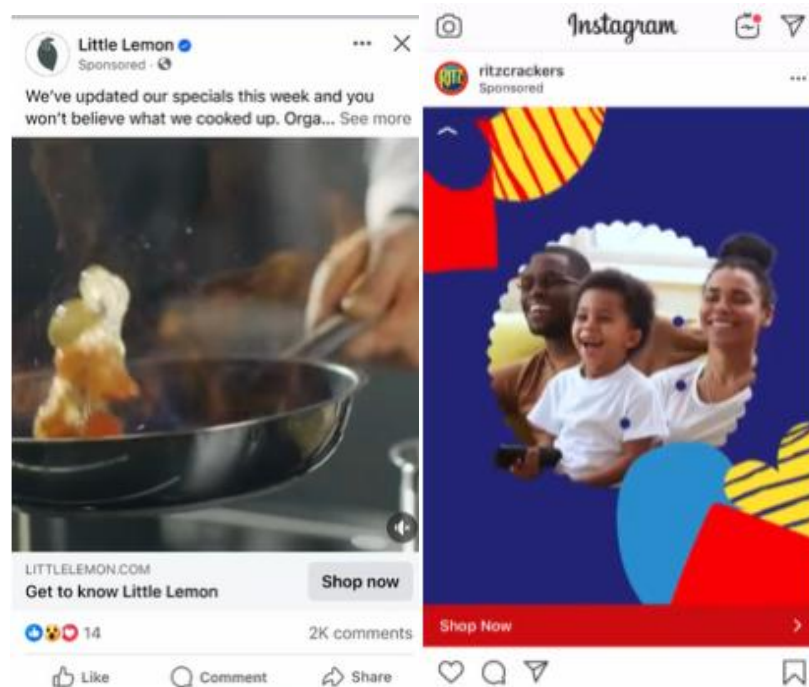 Little Lemon
Sponsored ·
We've updated our specials this week and you
won't believe what we cooked up. Orga... See more
LITTLELEMON.COM
Get to know Little Lemon
Shop now
14
2K comments
Like
Comment
Share
Instagram
RITZ
ritzcrackers
Sponsored
Shop Now